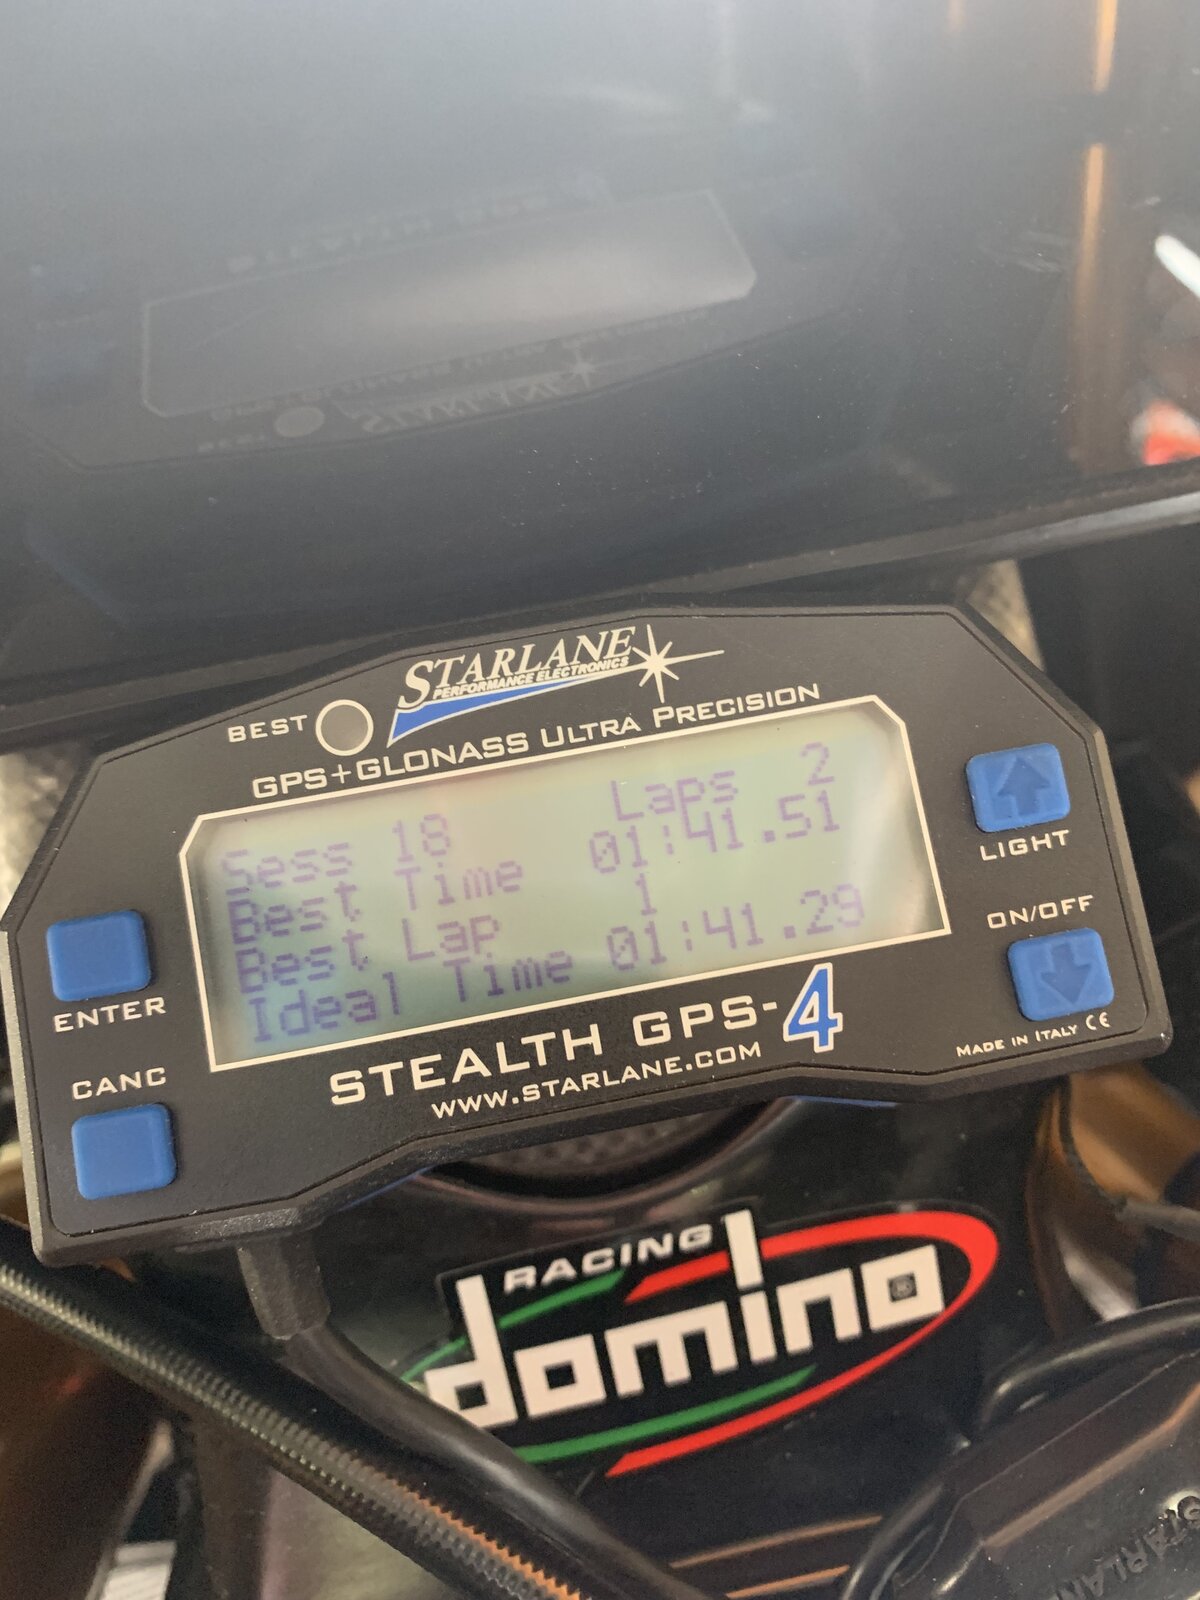 STARLANE
PERFORMANCE ELECTRONICS
BEST
GPS+GLONASS ULTRA PRECISION
Sess 18 Laps 2
Best Time 01:41.51
Best Lap 1
Ideal Time 01:41.29
LIGHT
ON/OFF
ENTER
CANC
STEALTH GPS-4
WWW.STARLANE.COM
MADE IN ITALY CE
RACING
domino®
STARLANE